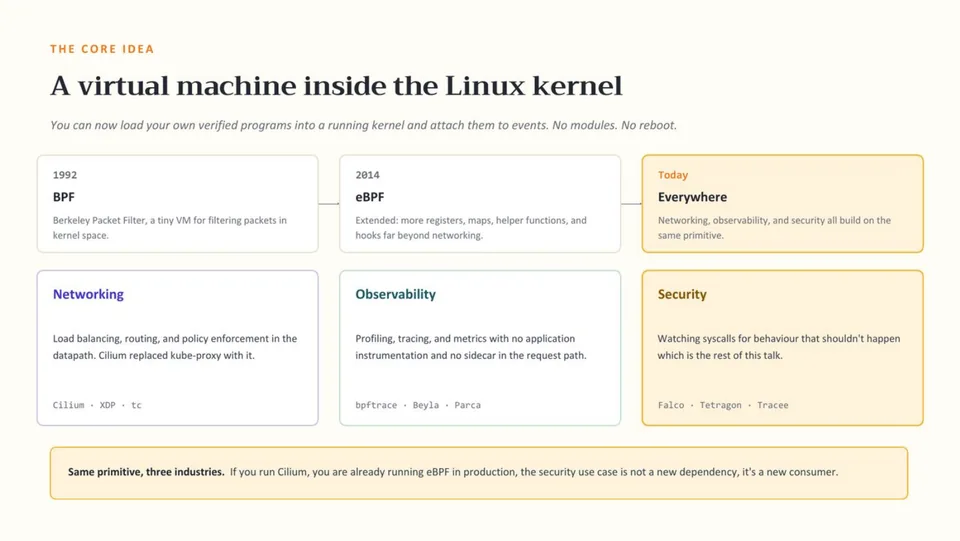 THE CORE IDEA
A virtual machine inside the Linux kernel
You can now load your own verified programs into a running kernel and attach them to events. No modules. No reboot.
1992
BPF
Berkeley Packet Filter, a tiny VM for filtering packets in
kernel space.
2014
eBPF
Extended: more registers, maps, helper functions, and
hooks far beyond networking.
Today
Everywhere
Networking, observability, and security all build on the
same primitive.
Networking
Load balancing, routing, and policy enforcement in the
datapath. Cilium replaced kube-proxy with it.
Cilium · XDP · tc
Observability
Profiling, tracing, and metrics with no application
instrumentation and no sidecar in the request path.
bpftrace · Beyla · Parca
Security
Watching syscalls for behaviour that shouldn't happen
which is the rest of this talk.
Falco · Tetragon · Tracee
Same primitive, three industries. If you run Cilium, you are already running eBPF in production, the security use case is not a new dependency, it's a new consumer.